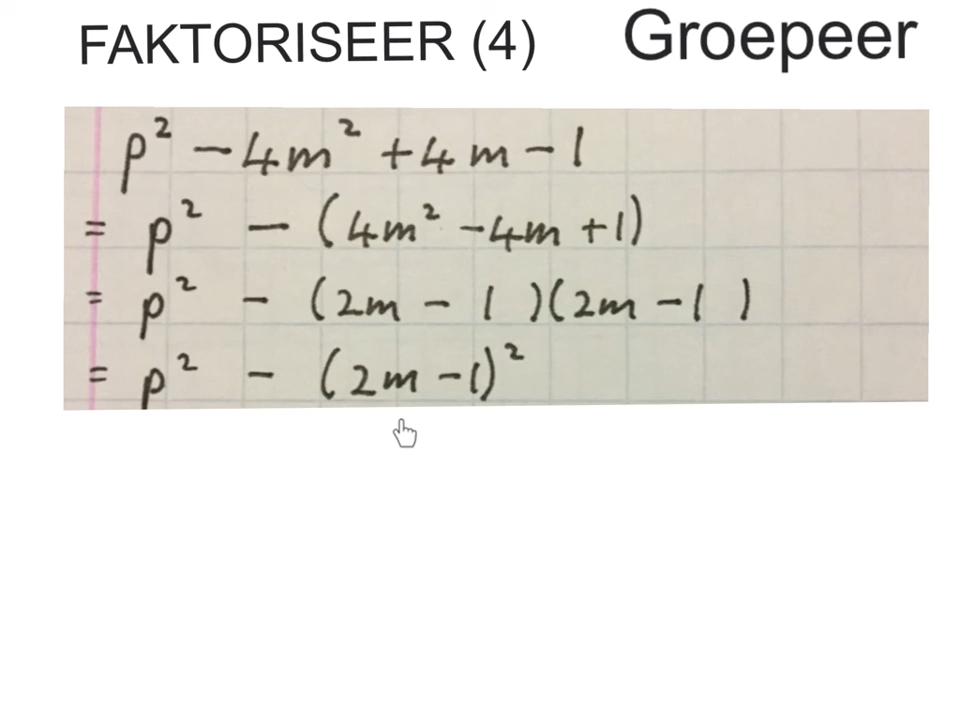 FAKTORISEER (4) Groepeer
p² - 4m² + 4m - 1
= p² - (4m² - 4m + 1)
= p² - (2m - 1)(2m - 1)
= p² - (2m - 1)²